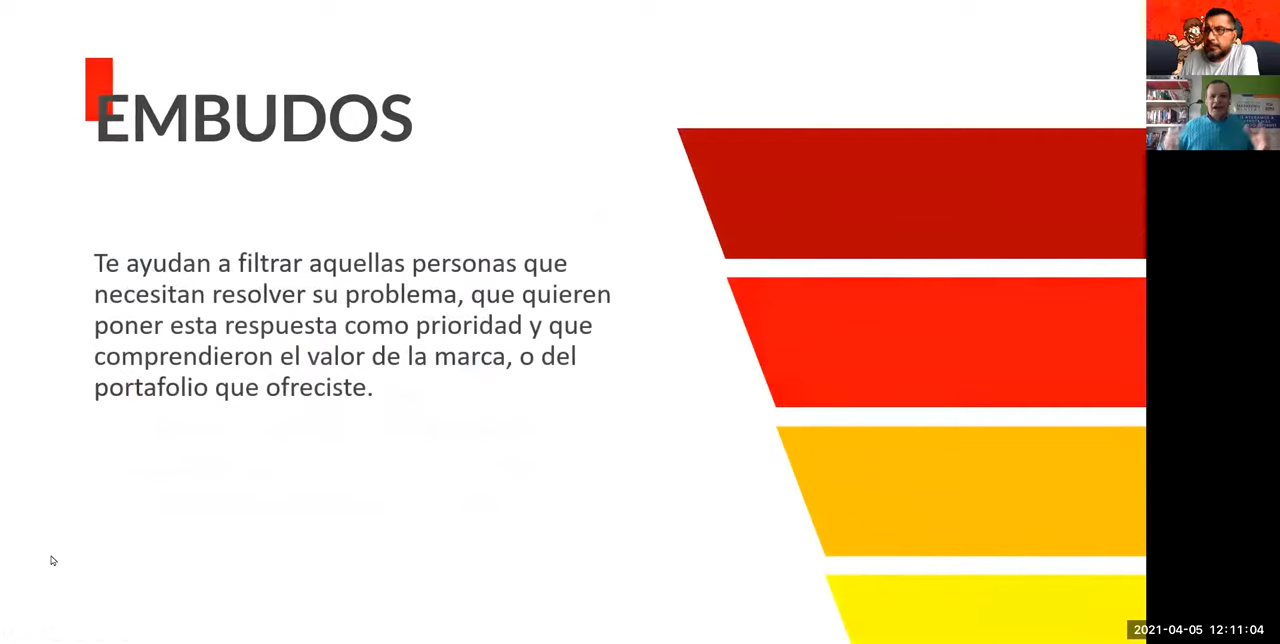 EMBUDOS
Te ayudan a filtrar aquellas personas que
necesitan resolver su problema, que quieren
poner esta respuesta como prioridad y que
comprendieron el valor de la marca, o del
portafolio que ofreciste.
2021-04-05 12:11:04